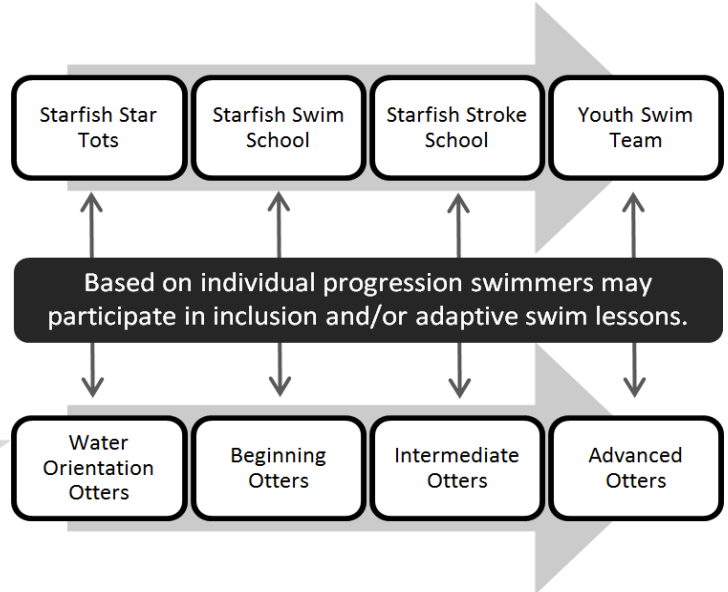 Starfish Star
Tots
Starfish Swim
School
Starfish Stroke
School
Youth Swim
Team
Based on individual progression swimmers may
participate in inclusion and/or adaptive swim lessons.
Water
Orientation
Otters
Beginning
Otters
Intermediate
Otters
Advanced
Otters